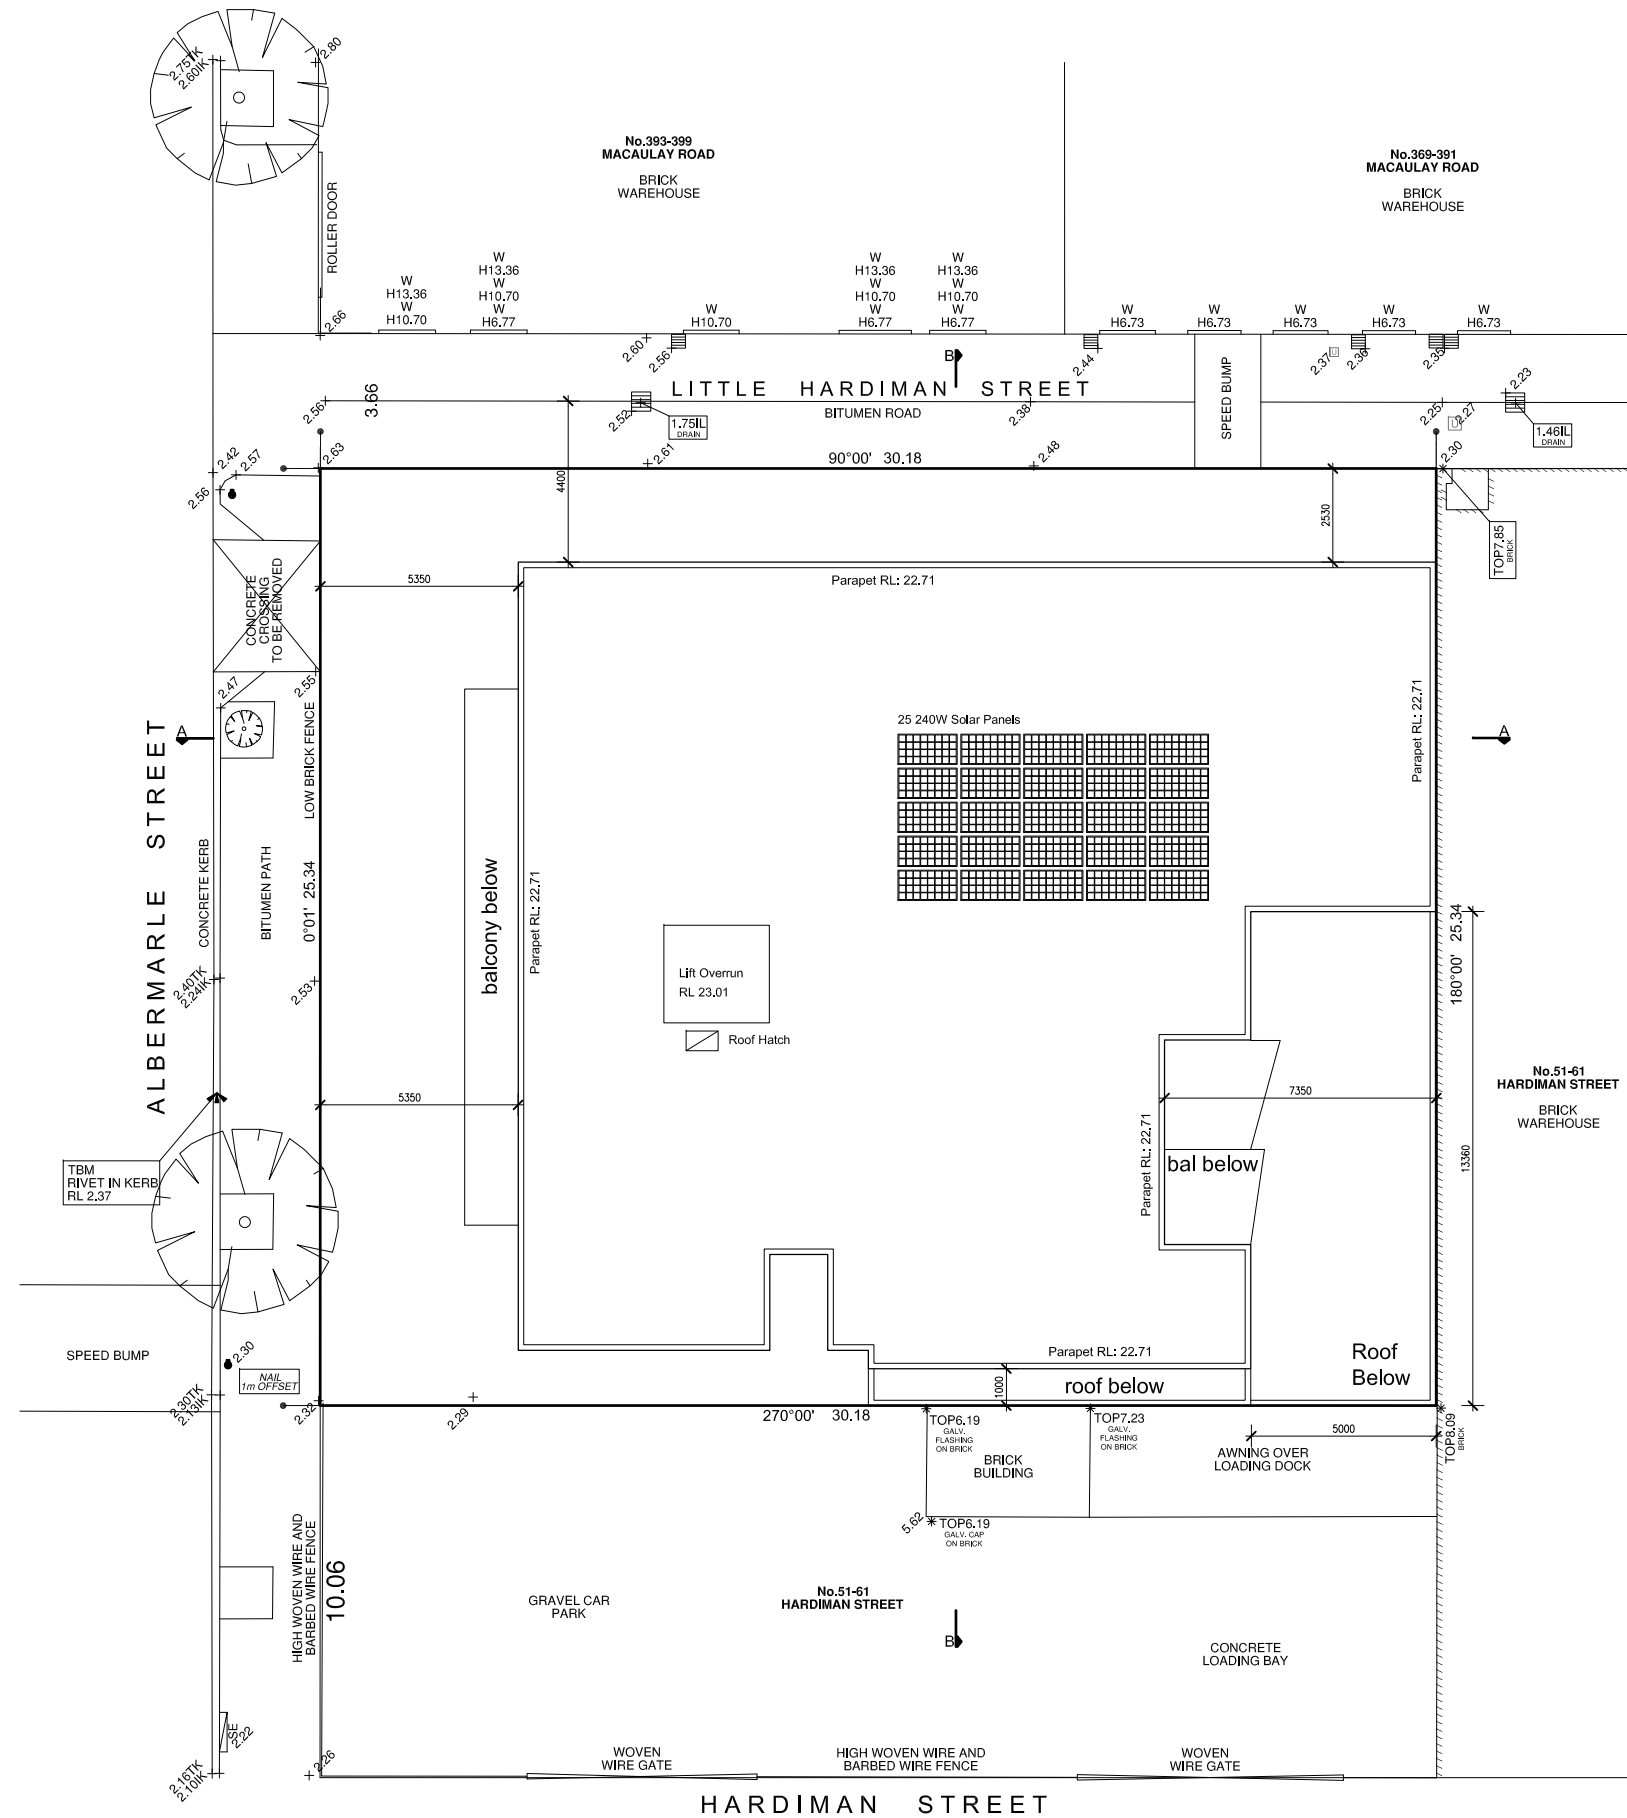 2.75TK
2.60IK
2.80
No.393-399
MACAULAY ROAD
BRICK
WAREHOUSE
No.369-391
MACAULAY ROAD
BRICK
WAREHOUSE
ROLLER DOOR
W
H13.36
W
H10.70
W
H13.36
W
H10.70
W
H6.77
W
H10.70
W
H13.36
W
H10.70
W
H6.77
W
H13.36
W
H10.70
W
H6.77
W
H6.73
W
H6.73
W
H6.73
W
H6.73
W
H6.73
2.66
2.60
2.56
B
2.44
2.37
U
2.36
2.35
SPEED BUMP
LITTLE HARDIMAN STREET
BITUMEN ROAD
3.66
2.56
2.52
1.75IL
DRAIN
2.38
2.23
2.25
2.27
U
1.46IL
DRAIN
2.42
2.57
2.63
2.61
90°00' 30.18
2.48
2.30
2.56
4400
2530
TOP7.85
BRICK
CONCRETE
CROSSING
TO BE REMOVED
5350
Parapet RL: 22.71
2.47
2.55
A
ALBERMARLE STREET
CONCRETE KERB
BITUMEN PATH
LOW BRICK FENCE
0°01' 25.34
balcony below
Parapet RL: 22.71
25 240W Solar Panels
Parapet RL: 22.71
A
180°00' 25.34
Lift Overrun
RL 23.01
Roof Hatch
2.40TK
2.24IK
2.53
5350
7350
Parapet RL: 22.71
bal below
13360
No.51-61
HARDIMAN STREET
BRICK
WAREHOUSE
TBM
RIVET IN KERB
RL 2.37
SPEED BUMP
2.30
NAIL
1m OFFSET
2.30TK
2.13IK
2.32
2.29
Parapet RL: 22.71
1000
roof below
Roof
Below
270°00' 30.18
TOP6.19
GALV.
FLASHING
ON BRICK
TOP7.23
GALV.
FLASHING
ON BRICK
5000
TOP8.09
BRICK
BRICK
BUILDING
AWNING OVER
LOADING DOCK
5.62
TOP6.19
GALV. CAP
ON BRICK
HIGH WOVEN WIRE AND
BARBED WIRE FENCE
10.06
GRAVEL CAR
PARK
No.51-61
HARDIMAN STREET
B
CONCRETE
LOADING BAY
SE
2.22
2.16TK
2.10IK
2.26
WOVEN
WIRE GATE
HIGH WOVEN WIRE AND
BARBED WIRE FENCE
WOVEN
WIRE GATE
HARDIMAN STREET